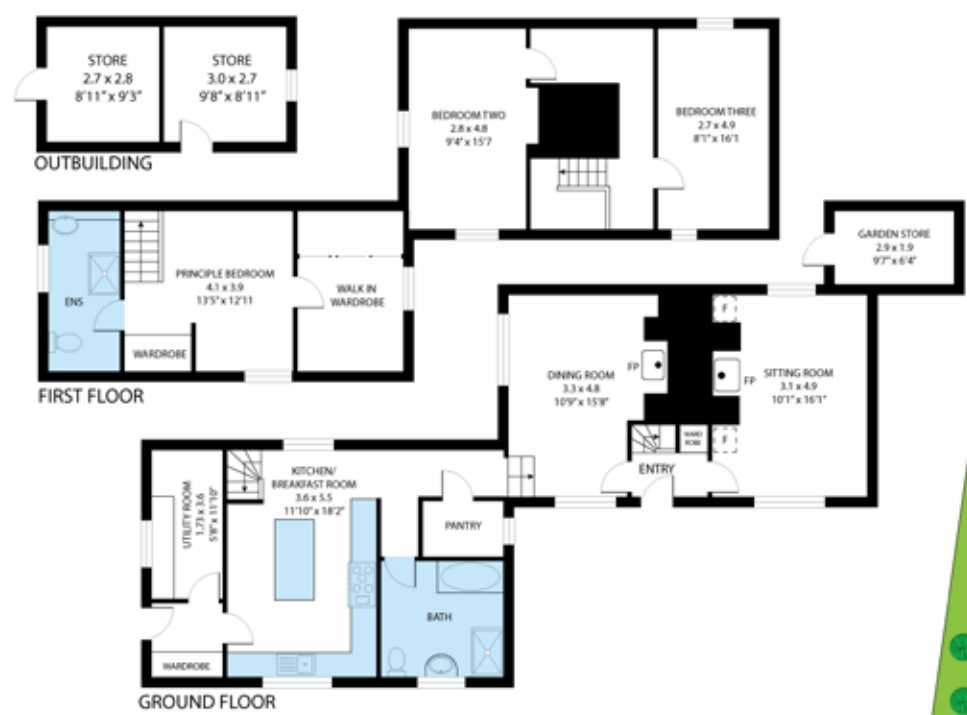 STORE
2.7 x 2.8
8'11" x 9'3"
STORE
3.0 x 2.7
9'8" x 8'11"
OUTBUILDING
BEDROOM TWO
2.8 x 4.8
9'4" x 15'7
BEDROOM THREE
2.7 x 4.9
8'1" x 16'1
GARDEN STORE
2.9 x 1.9
9'7" x 6'4"
ENS
PRINCIPLE BEDROOM
4.1 x 3.9
13'5" x 12'11
WALK IN
WARDROBE
WARDROBE
FIRST FLOOR
DINING ROOM
3.3 x 4.8
10'9" x 15'8"
FP
F
FP
SITTING ROOM
3.1 x 4.9
10'1" x 16'1"
F
WARD
ROBE
ENTRY
UTILITY ROOM
1.73 x 3.6
5'8" x 11'10"
KITCHEN/
BREAKFAST ROOM
3.6 x 5.5
11'10" x 18'2"
PANTRY
BATH
WARDROBE
GROUND FLOOR